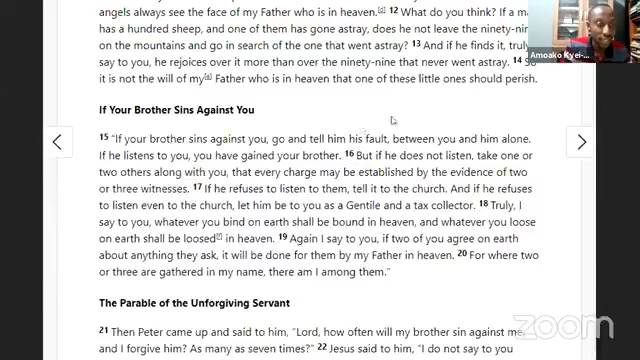 angels always see the face of my Father who is in heaven.[d] 12 What do you think? If a ma
has a hundred sheep, and one of them has gone astray, does he not leave the ninety-nin
on the mountains and go in search of the one that went astray? 13 And if he finds it, truly
say to you, he rejoices over it more than over the ninety-nine that never went astray. 14 So
it is not the will of my[e] Father who is in heaven that one of these little ones should perish.
Amoako Kyei-...
If Your Brother Sins Against You
15 "If your brother sins against you, go and tell him his fault, between you and him alone.
If he listens to you, you have gained your brother. 16 But if he does not listen, take one or
two others along with you, that every charge may be established by the evidence of two
or three witnesses. 17 If he refuses to listen to them, tell it to the church. And if he refuses
to listen even to the church, let him be to you as a Gentile and a tax collector. 18 Truly, I
say to you, whatever you bind on earth shall be bound in heaven, and whatever you loose
on earth shall be loosed[f] in heaven. 19 Again I say to you, if two of you agree on earth
about anything they ask, it will be done for them by my Father in heaven. 20 For where two
or three are gathered in my name, there am I among them."
The Parable of the Unforgiving Servant
21 Then Peter came up and said to him, "Lord, how often will my brother sin against me,
and I forgive him? As many as seven times?" 22 Jesus said to him, "I do not say to you
zoom